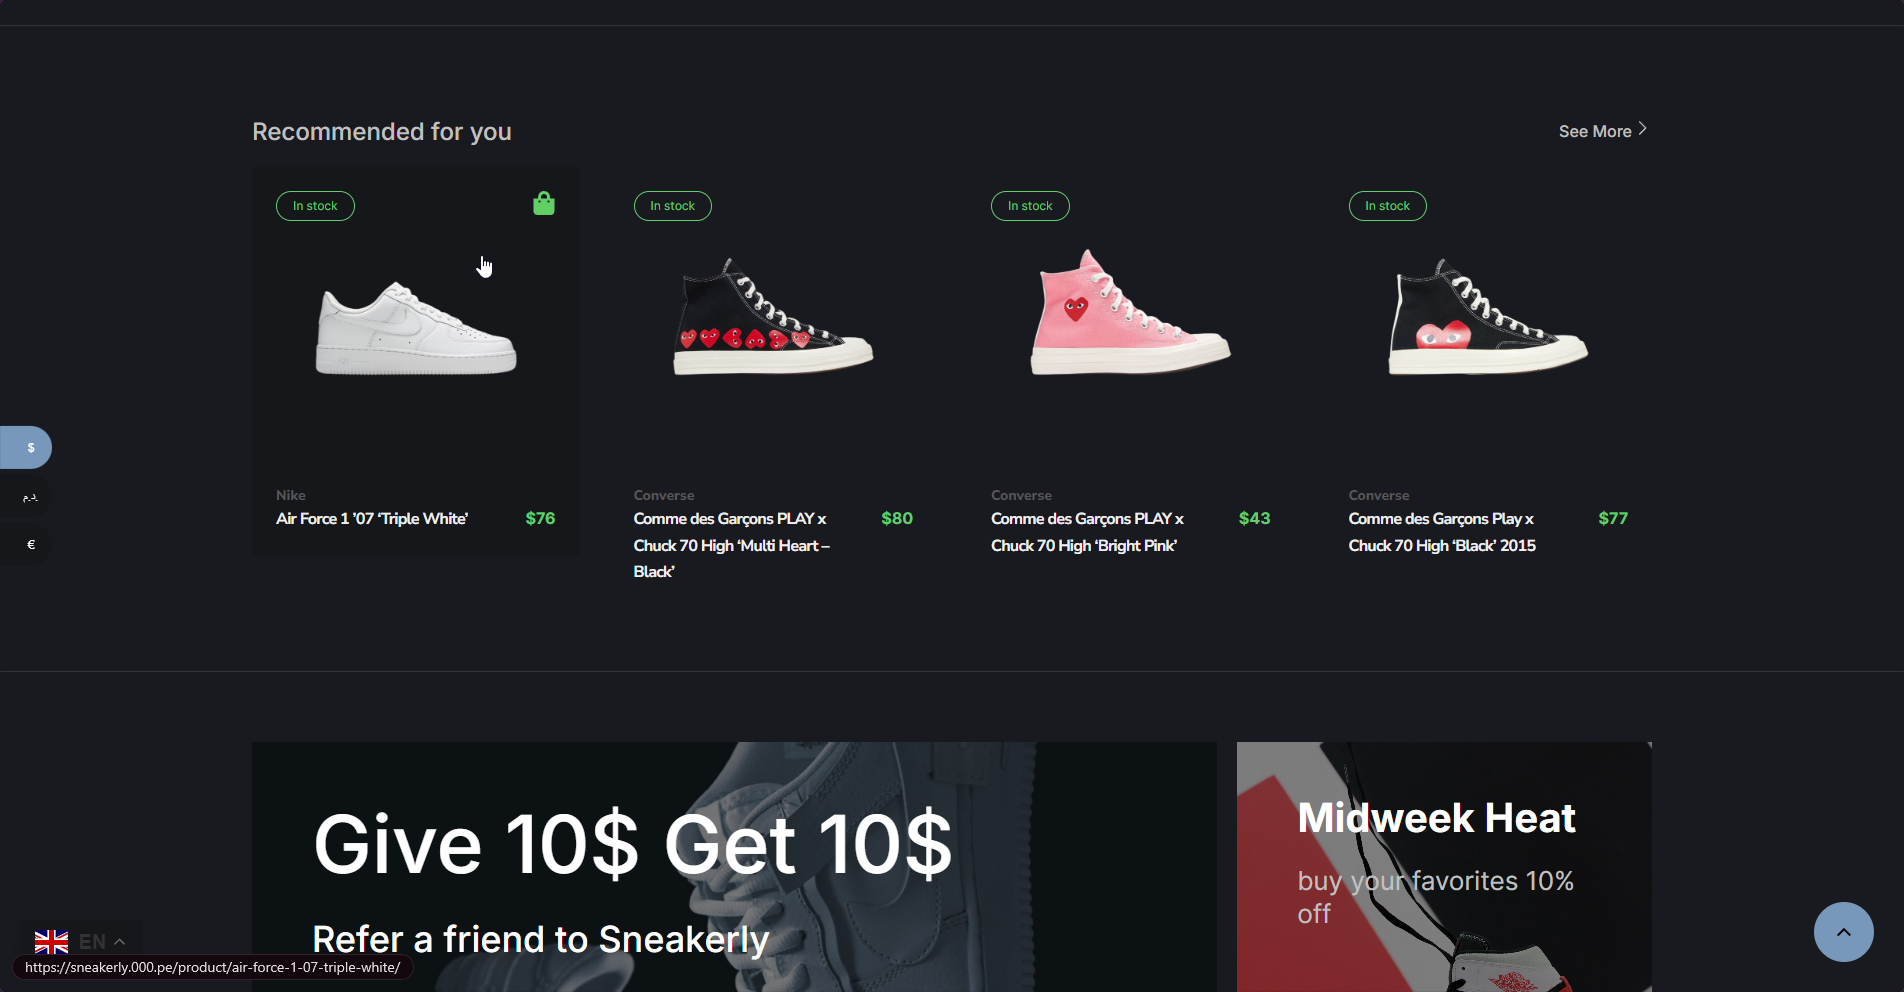 Recommended for you
See More
In stock
In stock
In stock
In stock
$
د.م.
€
Nike
Air Force 1 ’07 ‘Triple White’
$76
Converse
Comme des Garçons PLAY x
Chuck 70 High ‘Multi Heart –
Black’
$80
Converse
Comme des Garçons PLAY x
Chuck 70 High ‘Bright Pink’
$43
Converse
Comme des Garçons Play x
Chuck 70 High ‘Black’ 2015
$77
Give 10$ Get 10$
Refer a friend to Sneakerly
Midweek Heat
buy your favorites 10%
off
EN
https://sneakerly.000.pe/product/air-force-1-07-triple-white/